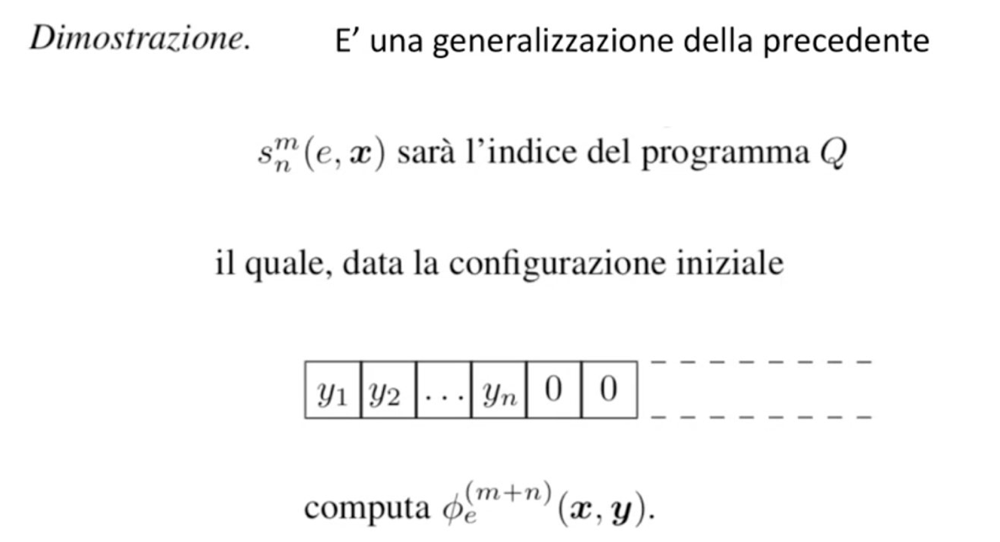 Dimostrazione. E’ una generalizzazione della precedente
$s_n^m(e, \boldsymbol{x})$ sarà l’indice del programma $Q$
il quale, data la configurazione iniziale
$y_1$ $y_2$ $\ldots$ $y_n$ 0 0
computa $\phi_e^{(m+n)}(\boldsymbol{x}, \boldsymbol{y})$.